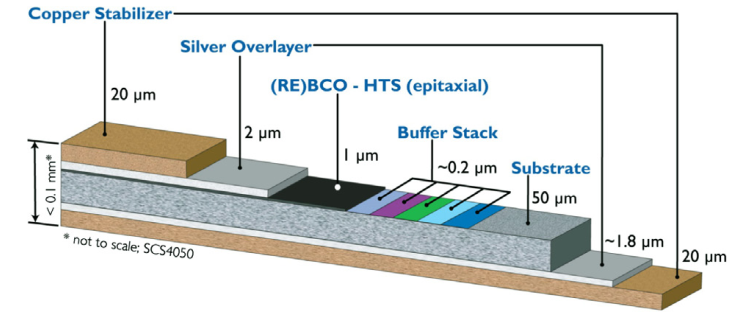 Copper Stabilizer
Silver Overlayer
(RE)BCO - HTS (epitaxial)
20 μm
2 μm
Buffer Stack
1 μm
~0.2 μm
Substrate
50 μm
< 0.1 mm*
~1.8 μm
20 μm
* not to scale; SCS4050